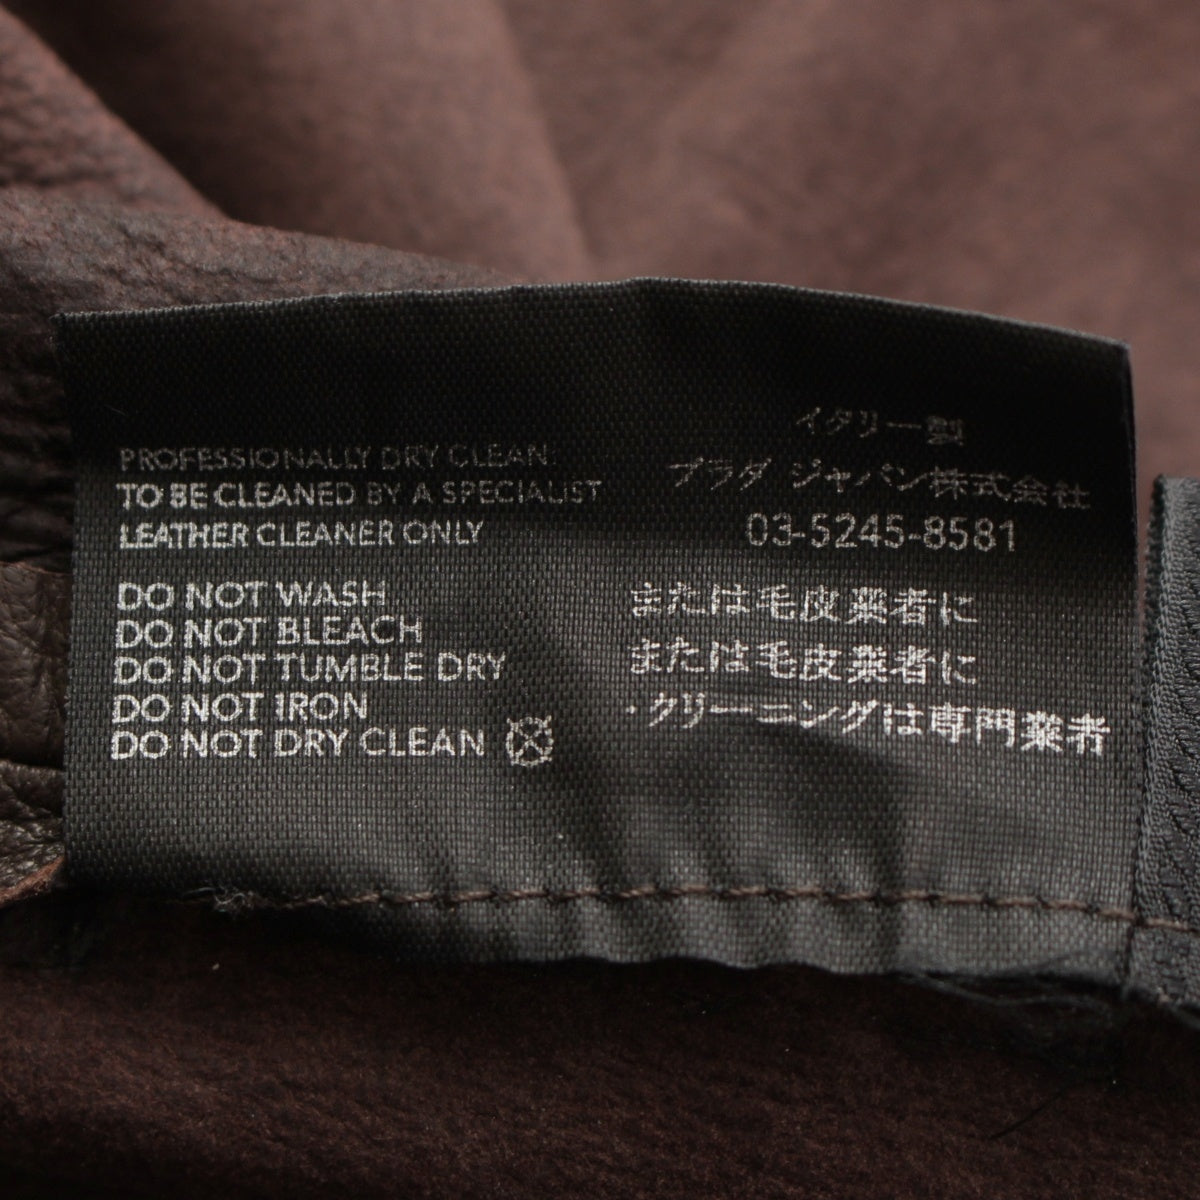 PROFESSIONALLY DRY CLEAN
TO BE CLEANED BY A SPECIALIST
LEATHER CLEANER ONLY
DO NOT WASH
DO NOT BLEACH
DO NOT TUMBLE DRY
DO NOT IRON
DO NOT DRY CLEAN
イタリー製
プラダ ジャパン株式会社
03-5245-8581
または毛皮業者に
または毛皮業者に
・クリーニングは専門業者